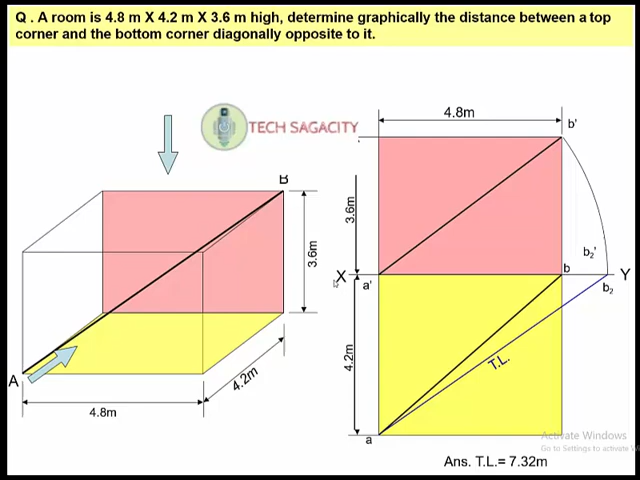 Q . A room is 4.8 m X 4.2 m X 3.6 m high, determine graphically the distance between a top
corner and the bottom corner diagonally opposite to it.
TECH SAGACITY
4.8m
b'
B
3.6m
3.6m
b₂'
X
a'
b
Y
b₂
A
4.2m
4.8m
4.2m
T.L.
a
Activate Windows
Go to Settings to activate W
Ans. T.L.= 7.32m